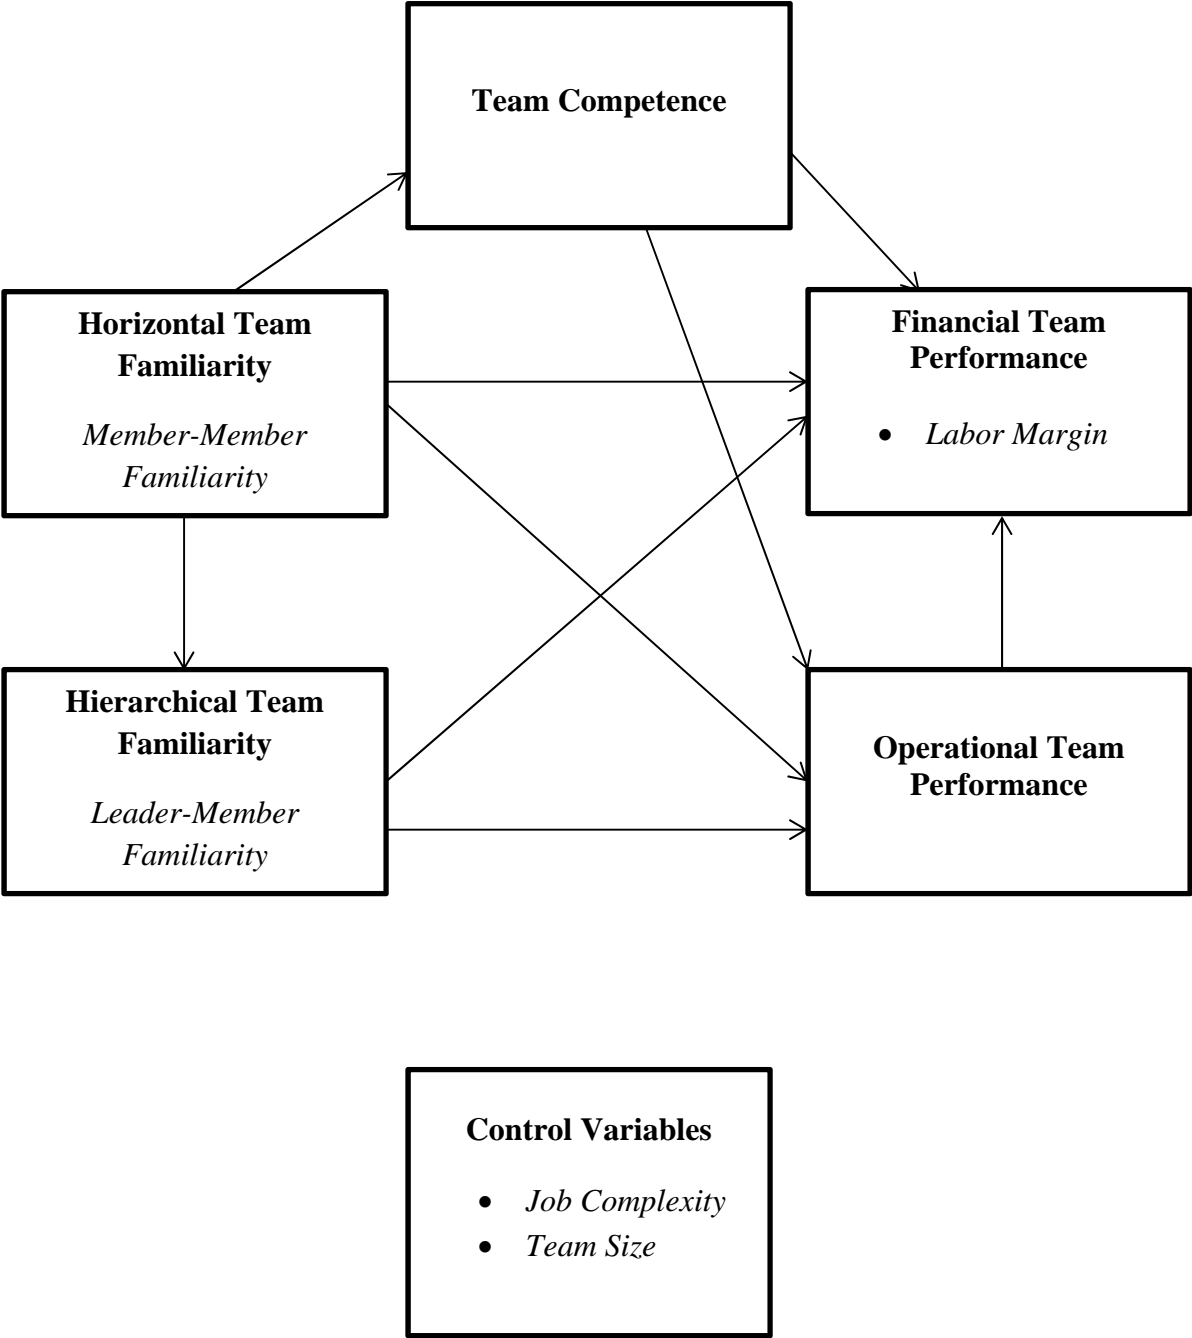 Team Competence
Horizontal Team
Familiarity
Member-Member
Familiarity
Financial Team
Performance
• Labor Margin
Hierarchical Team
Familiarity
Leader-Member
Familiarity
Operational Team
Performance
Control Variables
• Job Complexity
• Team Size